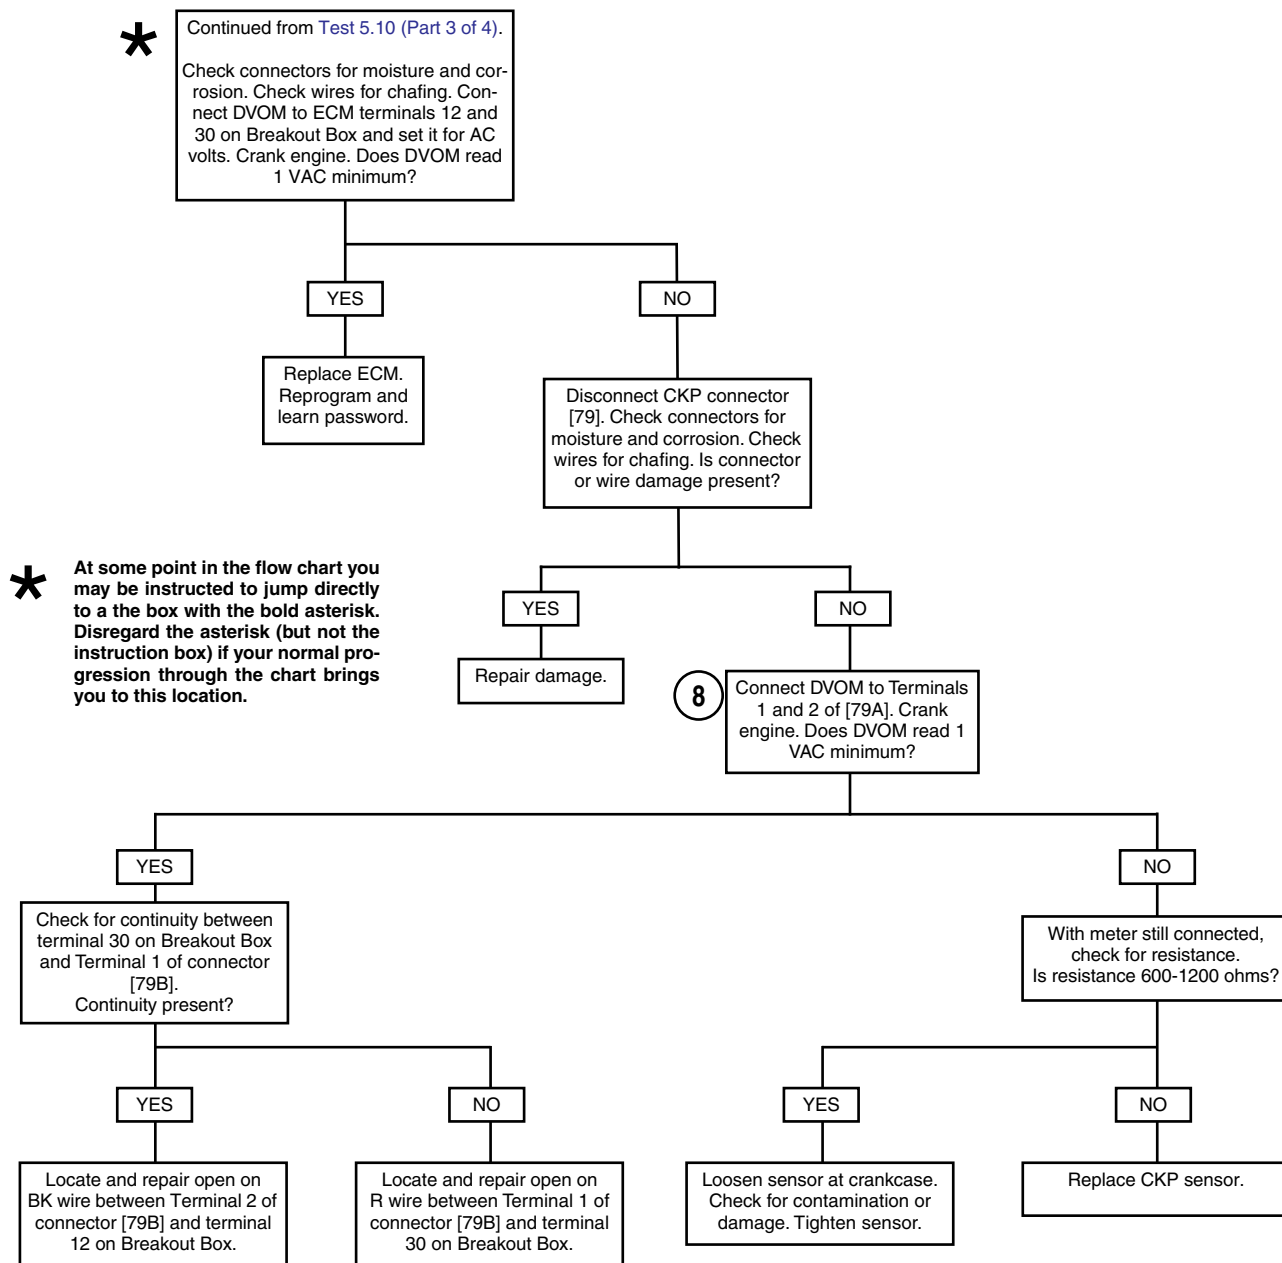 *
Continued from Test 5.10 (Part 3 of 4).
Check connectors for moisture and cor-
rosion. Check wires for chafing. Con-
nect DVOM to ECM terminals 12 and
30 on Breakout Box and set it for AC
volts. Crank engine. Does DVOM read
1 VAC minimum?
YES
NO
Replace ECM.
Reprogram and
learn password.
Disconnect CKP connector
[79]. Check connectors for
moisture and corrosion. Check
wires for chafing. Is connector
or wire damage present?
*
At some point in the flow chart you
may be instructed to jump directly
to a the box with the bold asterisk.
Disregard the asterisk (but not the
instruction box) if your normal pro-
gression through the chart brings
you to this location.
YES
NO
Repair damage.
8
Connect DVOM to Terminals
1 and 2 of [79A]. Crank
engine. Does DVOM read 1
VAC minimum?
YES
NO
Check for continuity between
terminal 30 on Breakout Box
and Terminal 1 of connector
[79B].
Continuity present?
With meter still connected,
check for resistance.
Is resistance 600-1200 ohms?
YES
NO
YES
NO
Locate and repair open on
BK wire between Terminal 2 of
connector [79B] and terminal
12 on Breakout Box.
Locate and repair open on
R wire between Terminal 1 of
connector [79B] and terminal
30 on Breakout Box.
Loosen sensor at crankcase.
Check for contamination or
damage. Tighten sensor.
Replace CKP sensor.